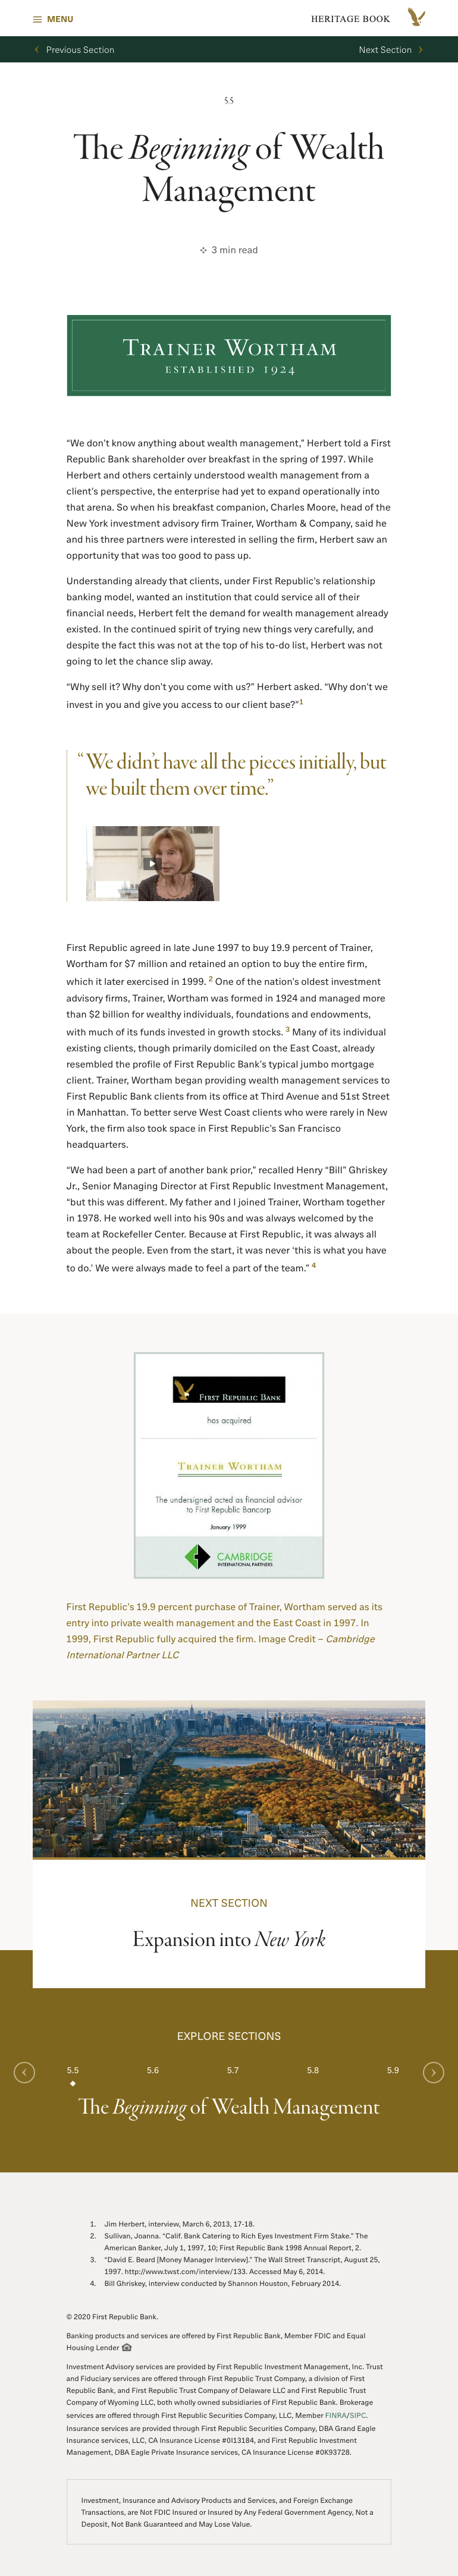 MENU
HERITAGE BOOK
Previous Section
Next Section
5.5
The Beginning of Wealth
Management
3 min read
TRAINER WORTHAM
ESTABLISHED 1924
“We don’t know anything about wealth management,” Herbert told a First
Republic Bank shareholder over breakfast in the spring of 1997. While
Herbert and others certainly understood wealth management from a
client’s perspective, the enterprise had yet to expand operationally into
that arena. So when his breakfast companion, Charles Moore, head of the
New York investment advisory firm Trainer, Wortham & Company, said he
and his three partners were interested in selling the firm, Herbert saw an
opportunity that was too good to pass up.
Understanding already that clients, under First Republic’s relationship
banking model, wanted an institution that could service all of their
financial needs, Herbert felt the demand for wealth management already
existed. In the continued spirit of trying new things very carefully, and
despite the fact this was not at the top of his to-do list, Herbert was not
going to let the chance slip away.
“Why sell it? Why don’t you come with us?” Herbert asked. “Why don’t we
invest in you and give you access to our client base?”1
“We didn’t have all the pieces initially, but
we built them over time.”
First Republic agreed in late June 1997 to buy 19.9 percent of Trainer,
Wortham for $7 million and retained an option to buy the entire firm,
which it later exercised in 1999. 2 One of the nation’s oldest investment
advisory firms, Trainer, Wortham was formed in 1924 and managed more
than $2 billion for wealthy individuals, foundations and endowments,
with much of its funds invested in growth stocks. 3 Many of its individual
existing clients, though primarily domiciled on the East Coast, already
resembled the profile of First Republic Bank’s typical jumbo mortgage
client. Trainer, Wortham began providing wealth management services to
First Republic Bank clients from its office at Third Avenue and 51st Street
in Manhattan. To better serve West Coast clients who were rarely in New
York, the firm also took space in First Republic’s San Francisco
headquarters.
“We had been a part of another bank prior,” recalled Henry “Bill” Ghriskey
Jr., Senior Managing Director at First Republic Investment Management,
“but this was different. My father and I joined Trainer, Wortham together
in 1978. He worked well into his 90s and was always welcomed by the
team at Rockefeller Center. Because at First Republic, it was always all
about the people. Even from the start, it was never ‘this is what you have
to do.’ We were always made to feel a part of the team.” 4
FIRST REPUBLIC BANK
has acquired
TRAINER WORTHAM
The undersigned acted as financial advisor
to First Republic Bancorp
January 1999
CAMBRIDGE
INTERNATIONAL PARTNERS
First Republic’s 19.9 percent purchase of Trainer, Wortham served as its
entry into private wealth management and the East Coast in 1997. In
1999, First Republic fully acquired the firm. Image Credit – Cambridge
International Partner LLC
NEXT SECTION
Expansion into New York
EXPLORE SECTIONS
5.5 5.6 5.7 5.8 5.9
The Beginning of Wealth Management
1. Jim Herbert, interview, March 6, 2013, 17-18.
2. Sullivan, Joanna. “Calif. Bank Catering to Rich Eyes Investment Firm Stake.” The
American Banker, July 1, 1997, 10; First Republic Bank 1998 Annual Report, 2.
3. “David E. Beard [Money Manager Interview].” The Wall Street Transcript, August 25,
1997. http://www.twst.com/interview/133. Accessed May 6, 2014.
4. Bill Ghriskey, interview conducted by Shannon Houston, February 2014.
© 2020 First Republic Bank.
Banking products and services are offered by First Republic Bank, Member FDIC and Equal
Housing Lender
Investment Advisory services are provided by First Republic Investment Management, Inc. Trust
and Fiduciary services are offered through First Republic Trust Company, a division of First
Republic Bank, and First Republic Trust Company of Delaware LLC and First Republic Trust
Company of Wyoming LLC, both wholly owned subsidiaries of First Republic Bank. Brokerage
services are offered through First Republic Securities Company, LLC, Member FINRA/SIPC.
Insurance services are provided through First Republic Securities Company, DBA Grand Eagle
Insurance services, LLC, CA Insurance License #0I13184, and First Republic Investment
Management, DBA Eagle Private Insurance services, CA Insurance License #0K93728.
Investment, Insurance and Advisory Products and Services, and Foreign Exchange
Transactions, are Not FDIC Insured or Insured by Any Federal Government Agency, Not a
Deposit, Not Bank Guaranteed and May Lose Value.